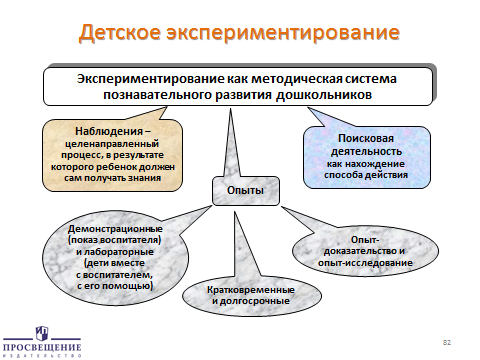 Детское экспериментирование
Экспериментирование как методическая система
познавательного развития дошкольников
Наблюдения –
целенаправленный
процесс, в результате
которого ребенок должен
сам получать знания
Поисковая
деятельность
как нахождение
способа действия
Опыты
Демонстрационные
(показ воспитателя)
и лабораторные
(дети вместе
с воспитателем,
с его помощью)
Кратковременные
и долгосрочные
Опыт-
доказательство и
опыт-исследование
ПРОСВЕЩЕНИЕ
ИЗДАТЕЛЬСТВО
82